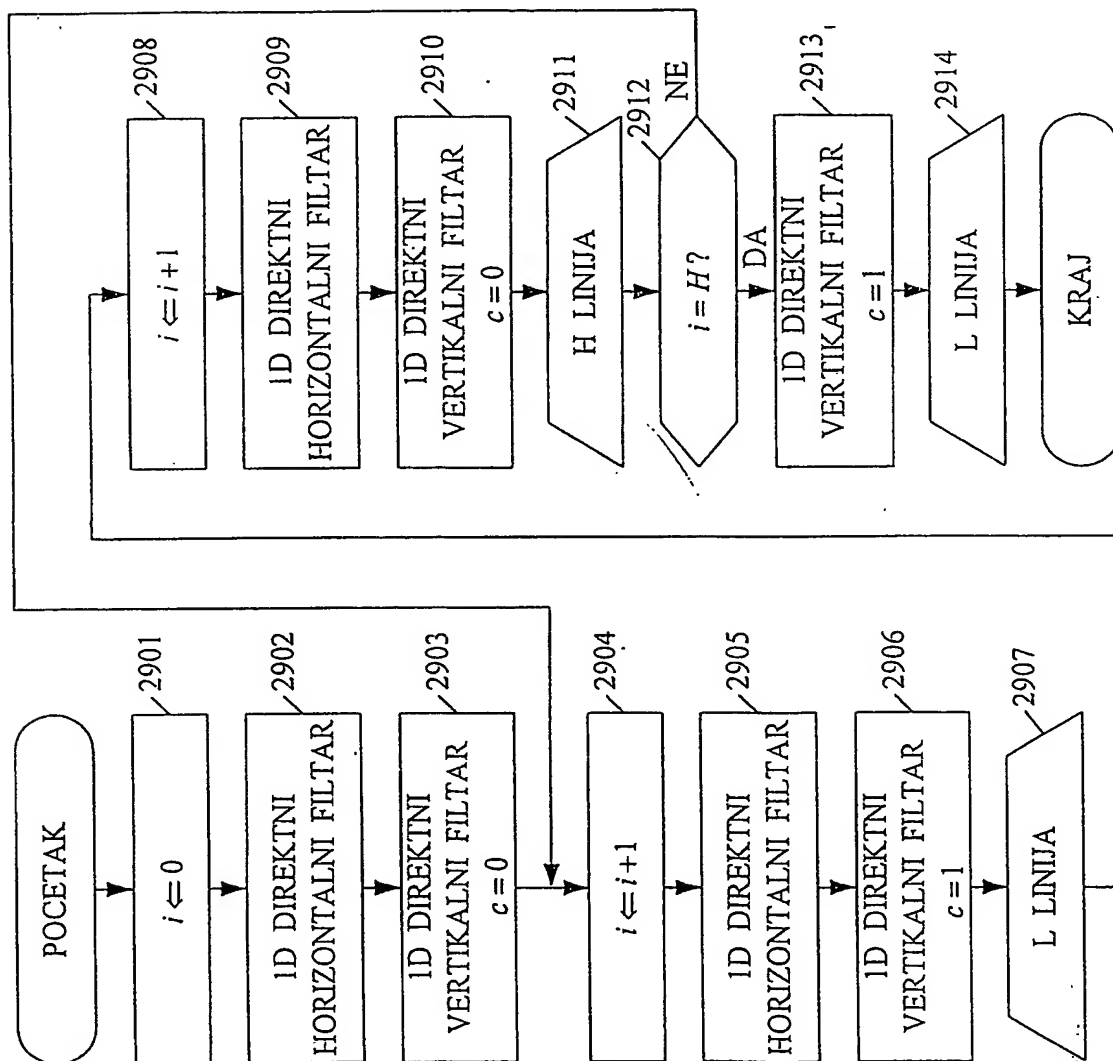 POCETAK
i ⇐ 0
2901
1D DIREKTNI
HORIZONTALNI FILTAR
2902
1D DIREKTNI
VERTIKALNI FILTAR
c = 0
2903
i ⇐ i + 1
2904
1D DIREKTNI
HORIZONTALNI FILTAR
2905
1D DIREKTNI
VERTIKALNI FILTAR
c = 1
2906
L LINIJA
2907
i ⇐ i + 1
2908
1D DIREKTNI
HORIZONTALNI FILTAR
2909
1D DIREKTNI
VERTIKALNI FILTAR
c = 0
2910
H LINIJA
2911
i = H ?
2912
NE
DA
1D DIREKTNI
VERTIKALNI FILTAR
c = 1
2913
L LINIJA
2914
KRAJ